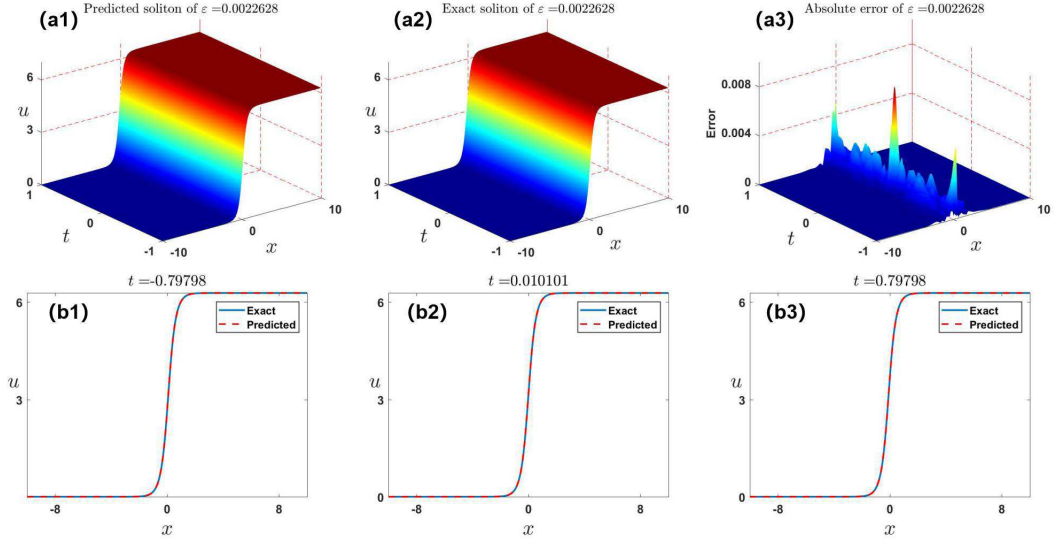 (a1)
Predicted soliton of ε =0.0022628
6
u
3
0
1
0
t
-1
-10
0
x
10
(a2)
Exact soliton of ε =0.0022628
6
u
3
0
1
0
t
-1
-10
0
x
10
(a3)
Absolute error of ε =0.0022628
0.008
Error
0.004
0
1
0
t
-1
-10
0
x
10
t =-0.79798
(b1)
Exact
Predicted
6
u
3
0
-8
0
8
x
t =0.010101
(b2)
Exact
Predicted
6
u
3
0
-8
0
8
x
t =0.79798
(b3)
Exact
Predicted
6
u
3
0
-8
0
8
x